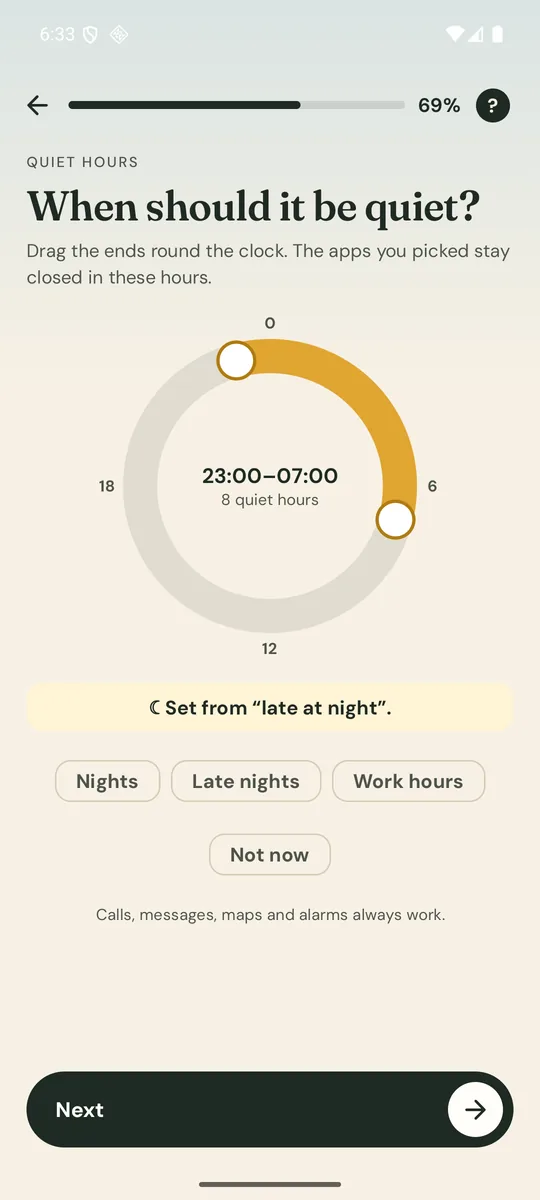 6:33
69%
?
QUIET HOURS
When should it be quiet?
Drag the ends round the clock. The apps you picked stay
closed in these hours.
0
23:00–07:00
18
6
8 quiet hours
12
Set from “late at night”.
Nights
Late nights
Work hours
Not now
Calls, messages, maps and alarms always work.
Next